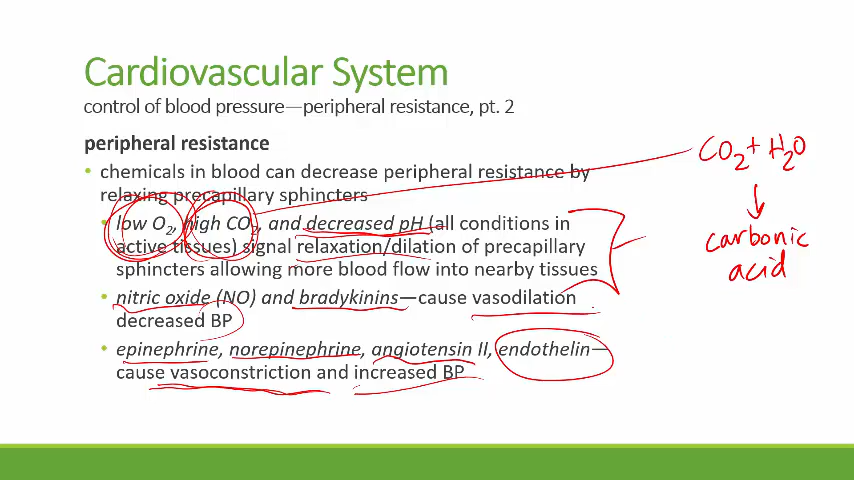 Cardiovascular System
control of blood pressure—peripheral resistance, pt. 2
peripheral resistance
• chemicals in blood can decrease peripheral resistance by
relaxing precapillary sphincters
• low O₂, high CO₂, and decreased pH (all conditions in
active tissues) signal relaxation/dilation of precapillary
sphincters allowing more blood flow into nearby tissues
• nitric oxide (NO) and bradykinins—cause vasodilation
decreased BP
• epinephrine, norepinephrine, angiotensin II, endothelin—
cause vasoconstriction and increased BP
CO₂ + H₂O
↓
carbonic
acid